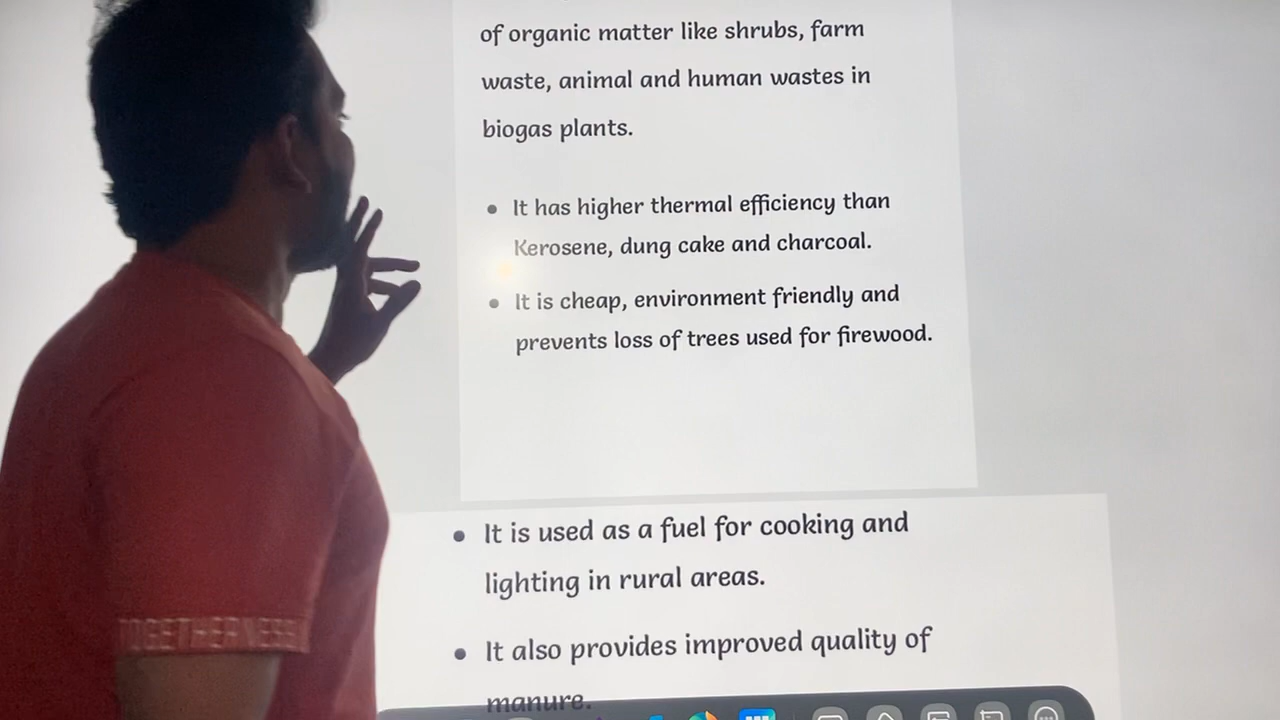 of organic matter like shrubs, farm
waste, animal and human wastes in
biogas plants.
• It has higher thermal efficiency than
Kerosene, dung cake and charcoal.
• It is cheap, environment friendly and
prevents loss of trees used for firewood.
• It is used as a fuel for cooking and
lighting in rural areas.
• It also provides improved quality of
manure.